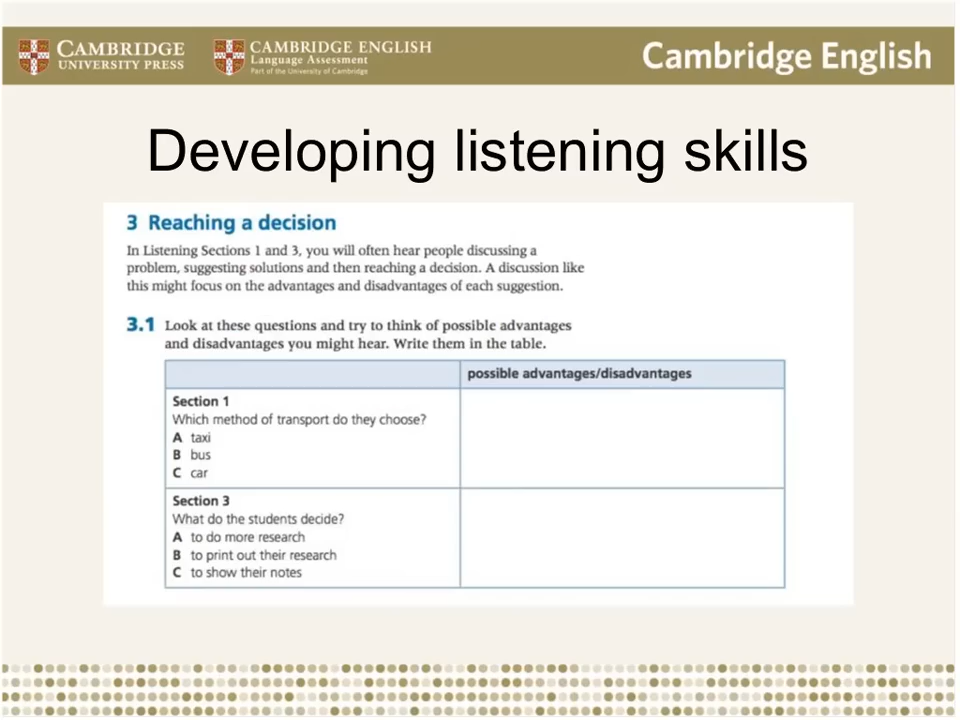 CAMBRIDGE
UNIVERSITY PRESS
CAMBRIDGE ENGLISH
Language Assessment
Part of the University of Cambridge
Cambridge English
Developing listening skills
3 Reaching a decision
In Listening Sections 1 and 3, you will often hear people discussing a
problem, suggesting solutions and then reaching a decision. A discussion like
this might focus on the advantages and disadvantages of each suggestion.
3.1 Look at these questions and try to think of possible advantages
and disadvantages you might hear. Write them in the table.
possible advantages/disadvantages
Section 1
Which method of transport do they choose?
A taxi
B bus
C car
Section 3
What do the students decide?
A to do more research
B to print out their research
C to show their notes